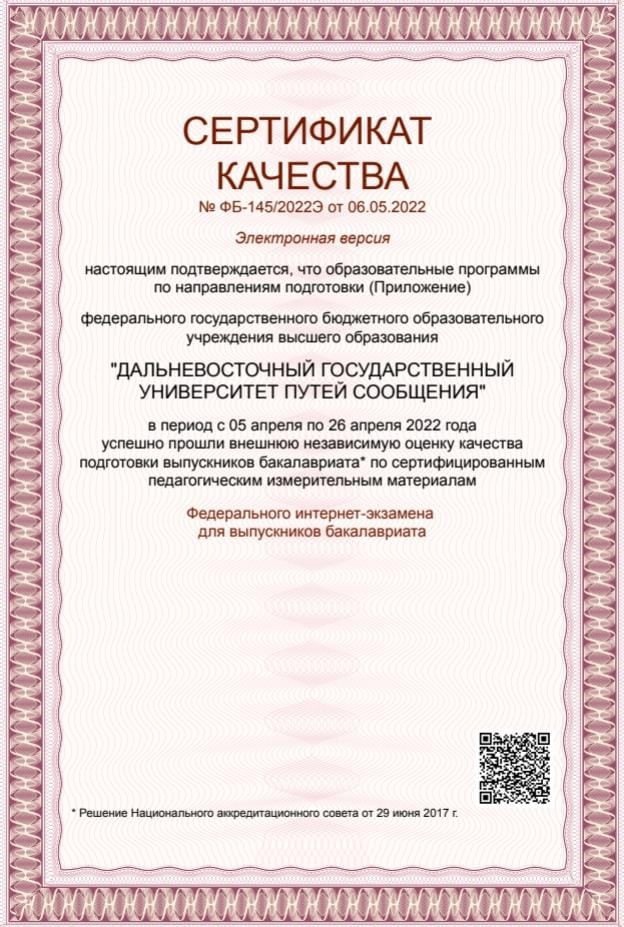 СЕРТИФИКАТ
КАЧЕСТВА
№ ФБ-145/2022Э от 06.05.2022
Электронная версия
настоящим подтверждается, что образовательные программы
по направлениям подготовки (Приложение)
федерального государственного бюджетного образовательного
учреждения высшего образования
"ДАЛЬНЕВОСТОЧНЫЙ ГОСУДАРСТВЕННЫЙ
УНИВЕРСИТЕТ ПУТЕЙ СООБЩЕНИЯ"
в период с 05 апреля по 26 апреля 2022 года
успешно прошли внешнюю независимую оценку качества
подготовки выпускников бакалавриата* по сертифицированным
педагогическим измерительным материалам
Федерального интернет-экзамена
для выпускников бакалавриата
* Решение Национального аккредитационного совета от 29 июня 2017 г.